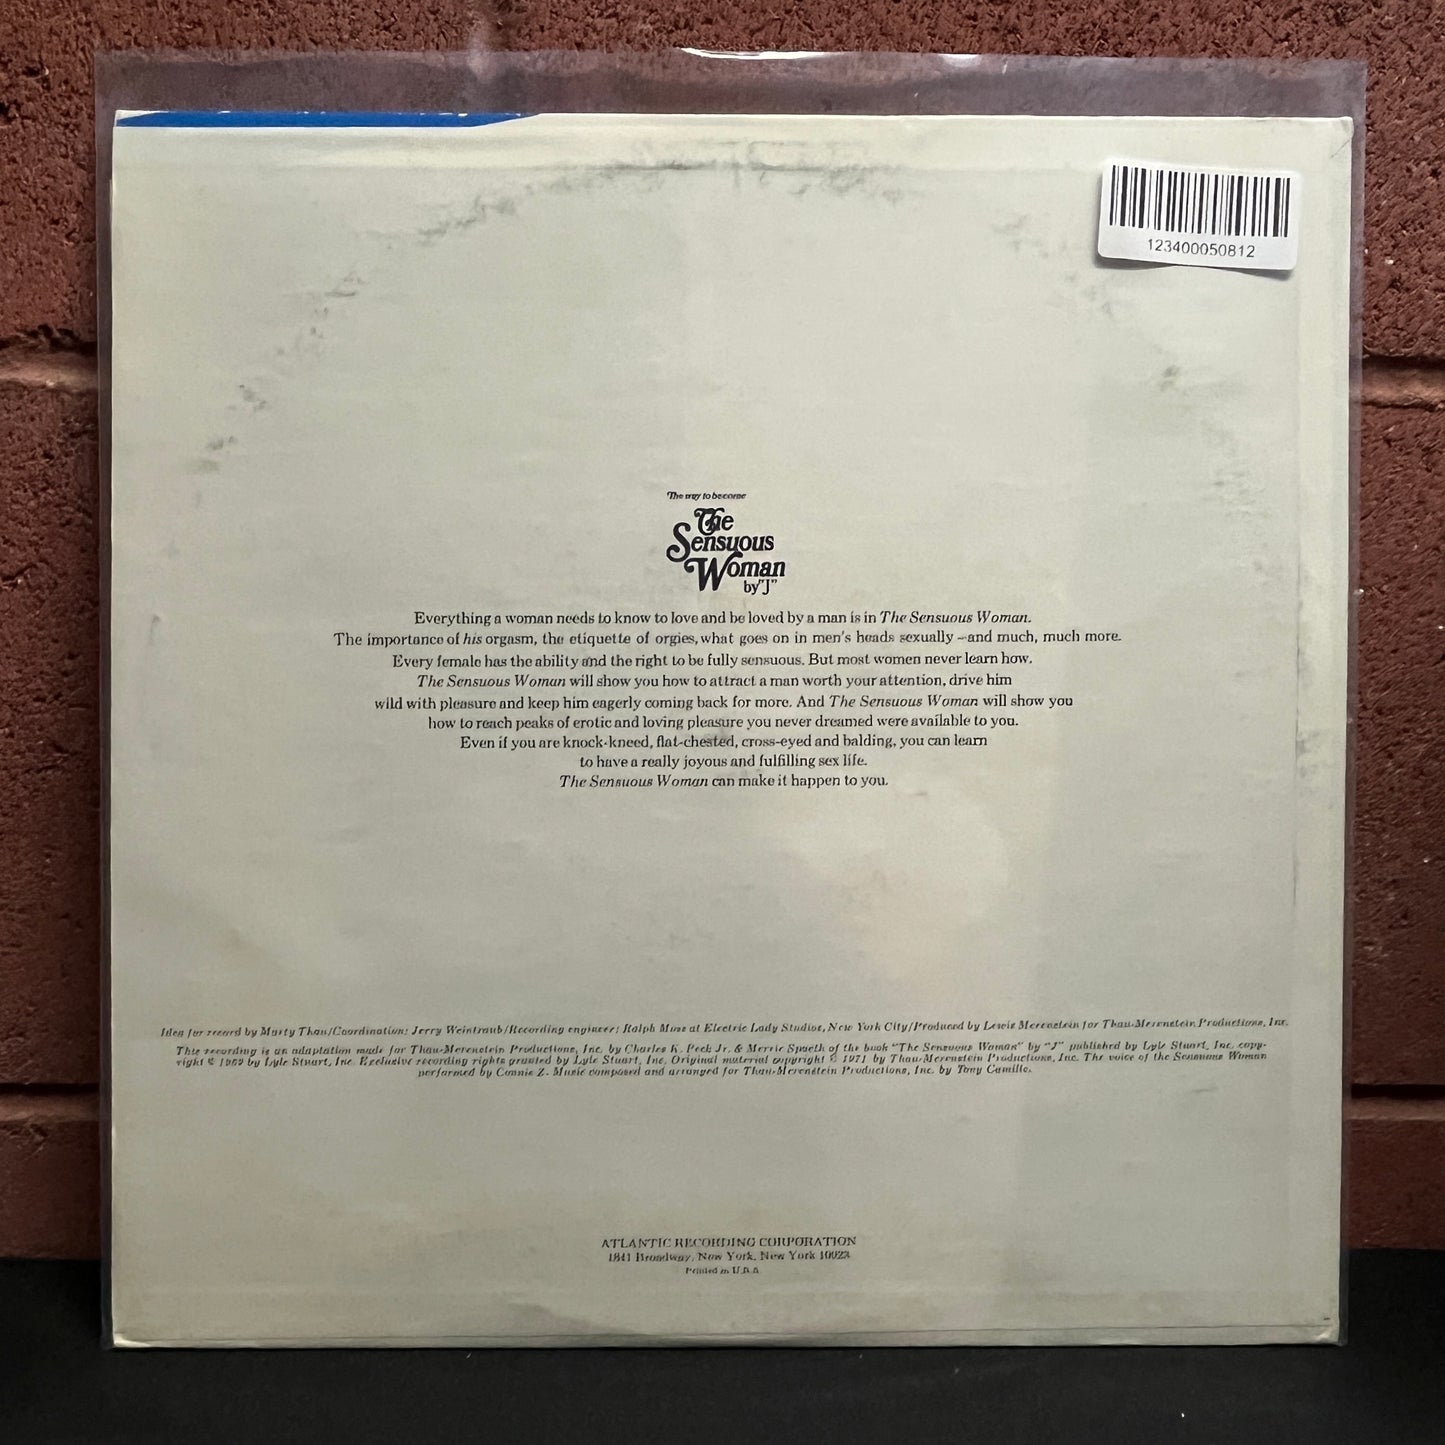 123400050812
The way to become
The
Sensuous
Woman
by "J"
Everything a woman needs to know to love and be loved by a man is in The Sensuous Woman.
The importance of his orgasm, the etiquette of orgies, what goes on in men's heads sexually – and much, much more.
Every female has the ability and the right to be fully sensuous. But most women never learn how.
The Sensuous Woman will show you how to attract a man worth your attention, drive him
wild with pleasure and keep him eagerly coming back for more. And The Sensuous Woman will show you
how to reach peaks of erotic and loving pleasure you never dreamed were available to you.
Even if you are knock-kneed, flat-chested, cross-eyed and balding, you can learn
to have a really joyous and fulfilling sex life.
The Sensuous Woman can make it happen to you.
Idea for record by Marty Thau/Coordination: Jerry Weintraub/Recording engineer: Ralph Moss at Electric Lady Studios, New York City/Produced by Lewis Merenstein for Thau-Merenstein Productions, Inc.
This recording is an adaptation made for Thau-Merenstein Productions, Inc. by Charles K. Peck Jr. & Merrie Spaeth of the book "The Sensuous Woman" by "J" published by Lyle Stuart, Inc. copy-
right © 1969 by Lyle Stuart, Inc. Exclusive recording rights granted by Lyle Stuart, Inc. Original material copyright © 1971 by Thau-Merenstein Productions, Inc. The voice of the Sensuous Woman
performed by Connie Z. Music composed and arranged for Thau-Merenstein Productions, Inc. by Tony Camillo.
ATLANTIC RECORDING CORPORATION
1841 Broadway, New York, New York 10023
Printed in U.S.A.